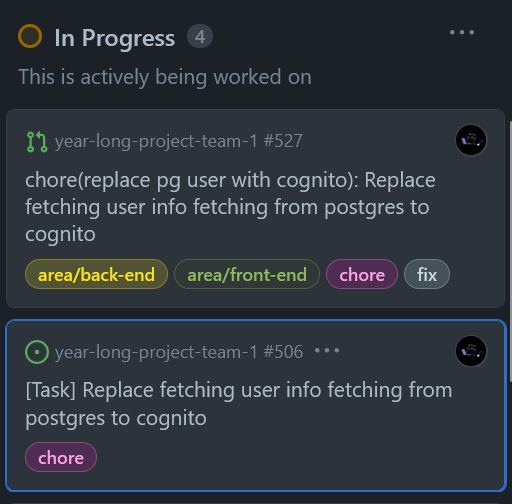 In Progress 4
This is actively being worked on
year-long-project-team-1 #527
chore(replace pg user with cognito): Replace
fetching user info fetching from postgres to
cognito
area/back-end area/front-end chore fix
year-long-project-team-1 #506
[Task] Replace fetching user info fetching from
postgres to cognito
chore